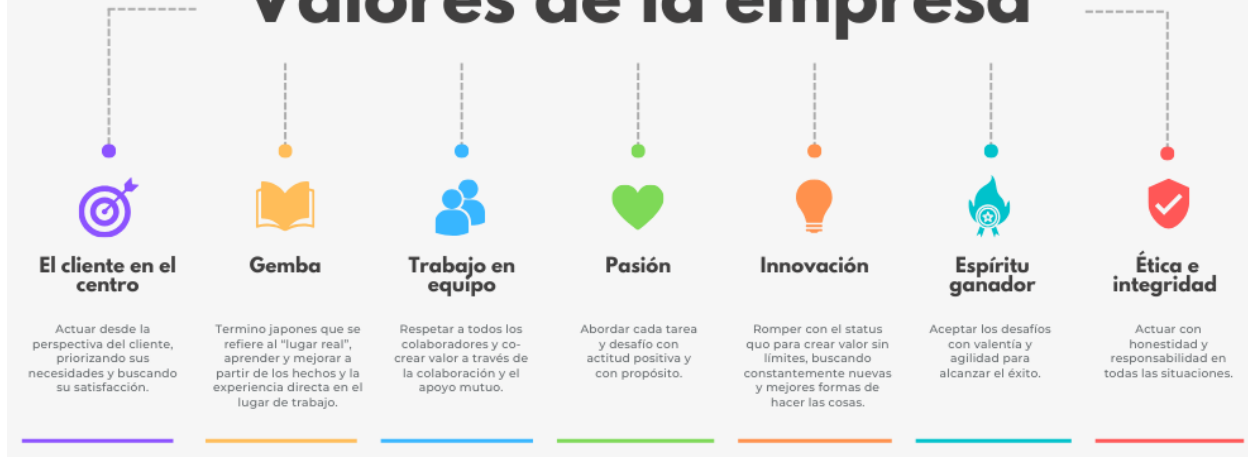 Valores de la empresa
El cliente en el
centro
Actuar desde la
perspectiva del cliente,
priorizando sus
necesidades y buscando
su satisfacción.
Gemba
Termino japones que se
refiere al “lugar real”,
aprender y mejorar a
partir de los hechos y la
experiencia directa en el
lugar de trabajo.
Trabajo en
equipo
Respetar a todos los
colaboradores y co-
crear valor a través de
la colaboración y el
apoyo mutuo.
Pasión
Abordar cada tarea
y desafío con
actitud positiva y
con propósito.
Innovación
Romper con el status
quo para crear valor sin
límites, buscando
constantemente nuevas
y mejores formas de
hacer las cosas.
Espíritu
ganador
Aceptar los desafíos
con valentía y
agilidad para
alcanzar el éxito.
Ética e
integridad
Actuar con
honestidad y
responsabilidad en
todas las situaciones.